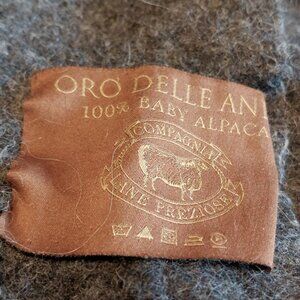 ORO DELLE AN
100% BABY ALPACA
COMPAGNIA
LANE PREZIOSE